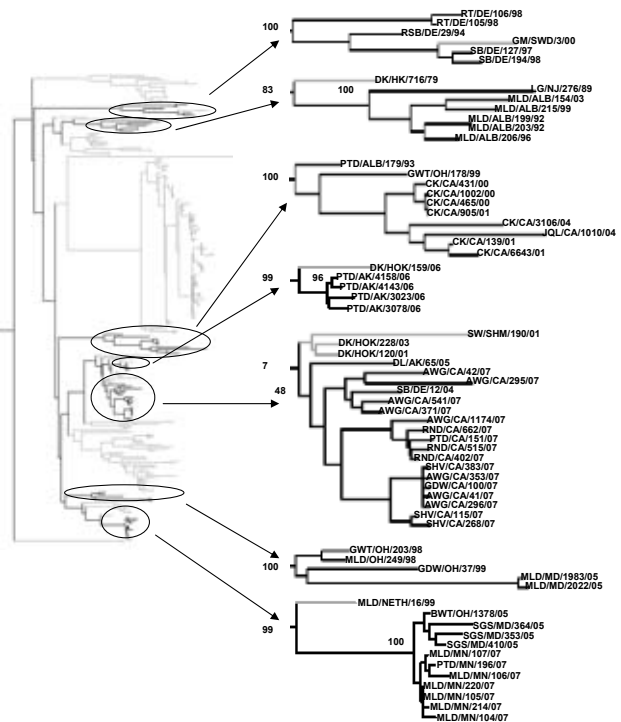 RT/DE/106/98
100
RT/DE/105/98
RSB/DE/29/94
GM/SWD/3/00
SB/DE/127/97
SB/DE/194/98
DK/HK/716/79
83
100
LG/NJ/276/89
MLD/ALB/154/03
MLD/ALB/215/99
MLD/ALB/199/92
MLD/ALB/203/92
MLD/ALB/206/96
PTD/ALB/179/93
100
GWT/OH/178/99
CK/CA/431/00
CK/CA/1002/00
CK/CA/465/00
CK/CA/905/01
CK/CA/3106/04
JQL/CA/1010/04
CK/CA/139/01
CK/CA/6643/01
DK/HOK/159/06
99
96
PTD/AK/4158/06
PTD/AK/4143/06
PTD/AK/3023/06
PTD/AK/3078/06
SW/SHM/190/01
DK/HOK/228/03
DK/HOK/120/01
7
DL/AK/65/05
AWG/CA/42/07
AWG/CA/295/07
48
SB/DE/12/04
AWG/CA/541/07
AWG/CA/371/07
AWG/CA/1174/07
RND/CA/662/07
PTD/CA/151/07
RND/CA/515/07
RND/CA/402/07
SHV/CA/383/07
AWG/CA/353/07
GDW/CA/100/07
AWG/CA/41/07
AWG/CA/296/07
SHV/CA/115/07
SHV/CA/268/07
GWT/OH/203/98
MLD/OH/249/98
100
GDW/OH/37/99
MLD/MD/1983/05
MLD/MD/2022/05
MLD/NETH/16/99
99
100
BWT/OH/1378/05
SGS/MD/364/05
SGS/MD/353/05
SGS/MD/410/05
MLD/MN/107/07
PTD/MN/196/07
MLD/MN/106/07
MLD/MN/220/07
MLD/MN/105/07
MLD/MN/214/07
MLD/MN/104/07